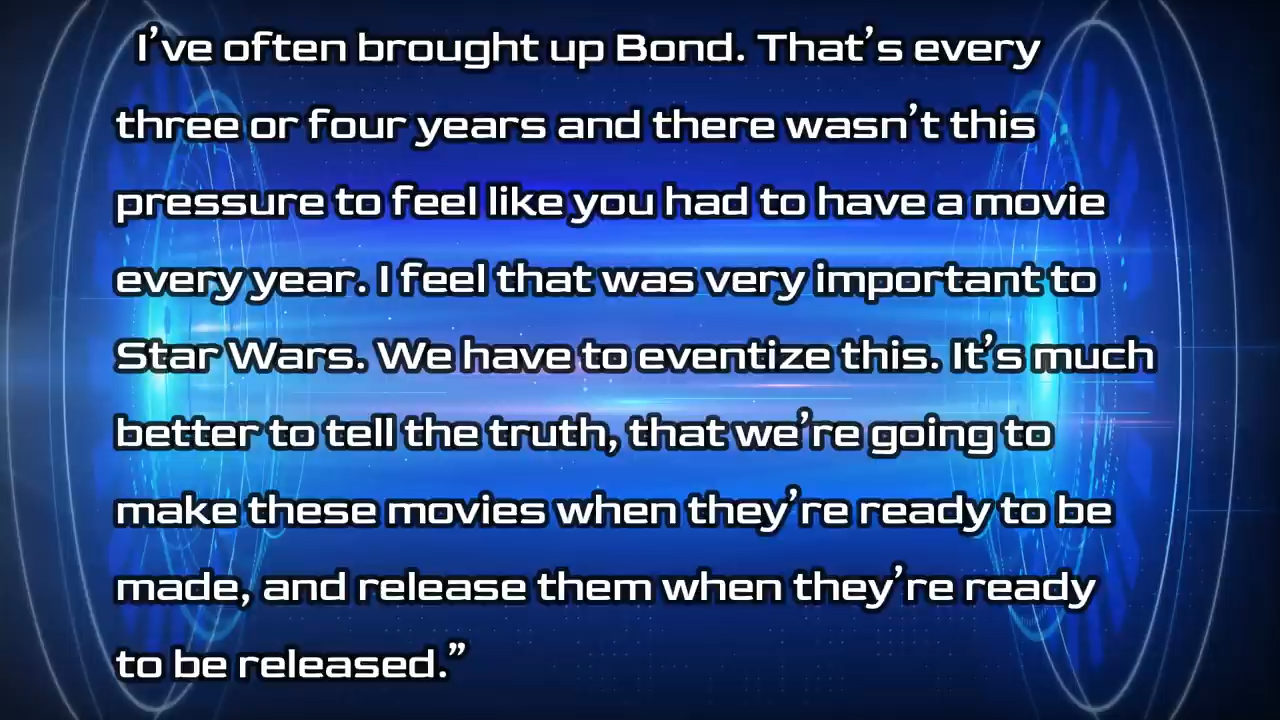 I’ve often brought up Bond. That’s every
three or four years and there wasn’t this
pressure to feel like you had to have a movie
every year. I feel that was very important to
Star Wars. We have to eventize this. It’s much
better to tell the truth, that we’re going to
make these movies when they’re ready to be
made, and release them when they’re ready
to be released.”